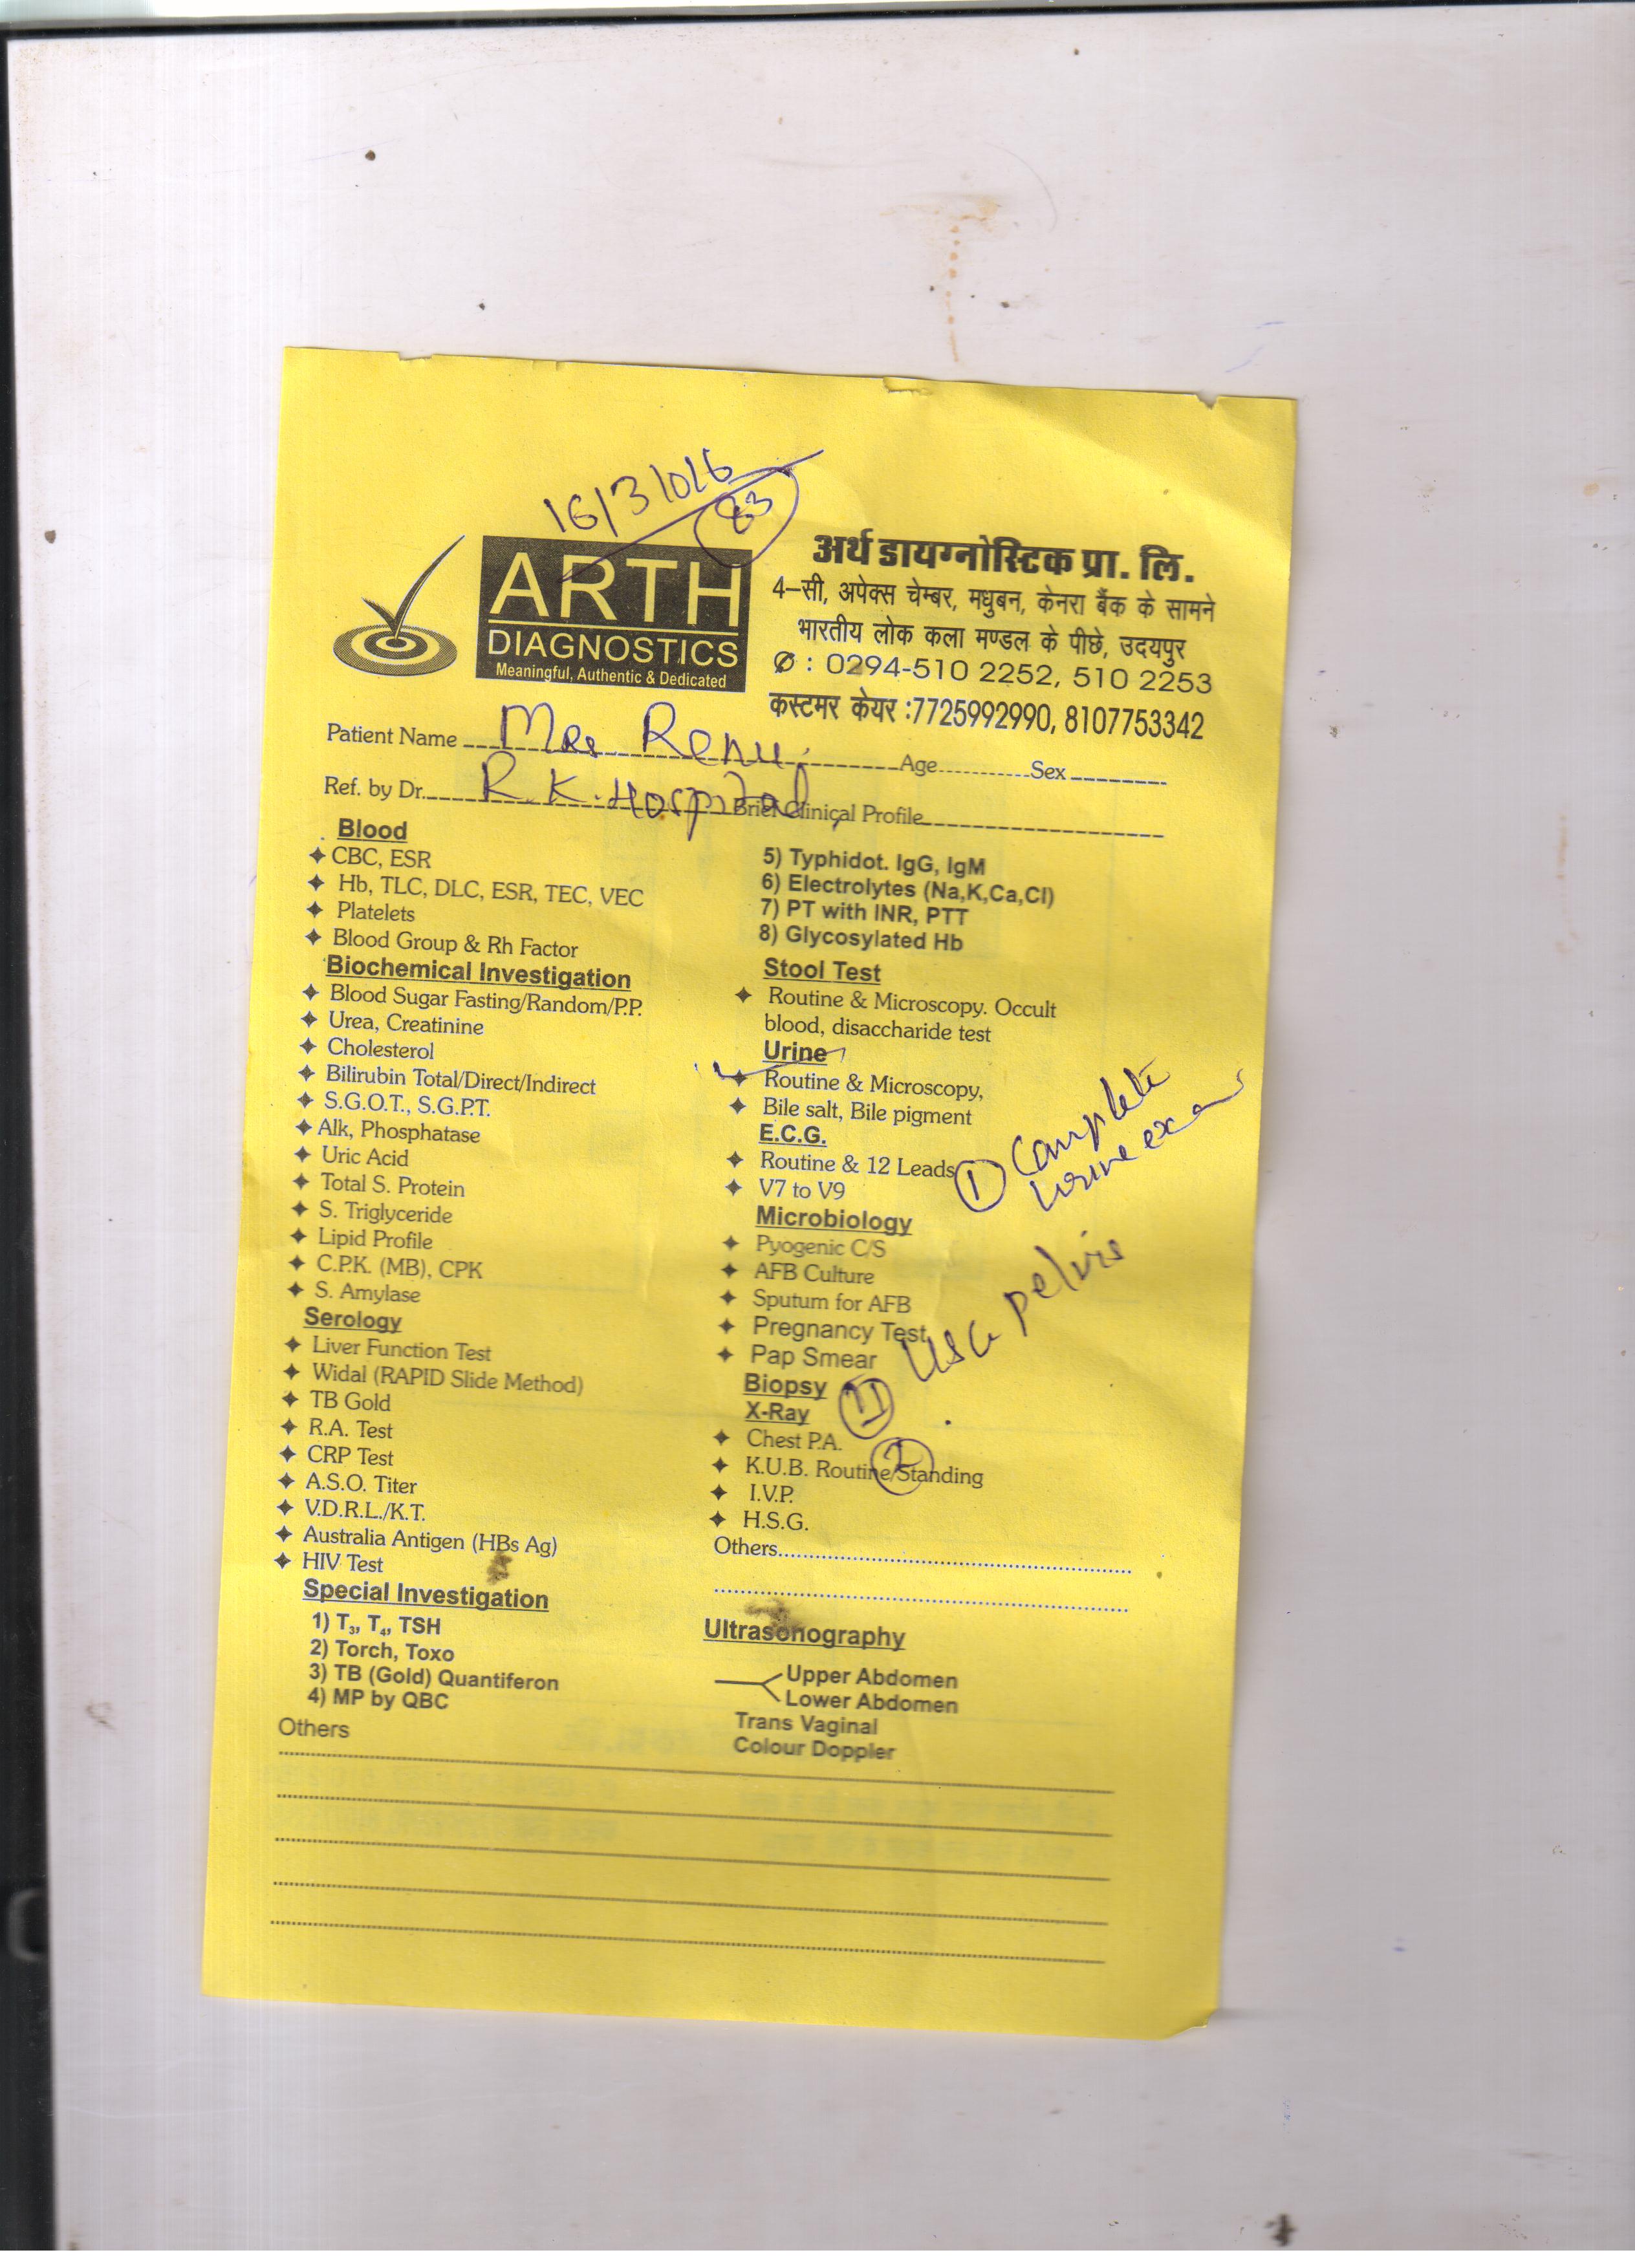 16/3/016
83
ARTH
DIAGNOSTICS
Meaningful, Authentic & Dedicated
अर्थ डायग्नोस्टिक प्रा. लि.
4–सी, अपेक्स चेम्बर, मधुबन, केनरा बैंक के सामने
भारतीय लोक कला मण्डल के पीछे, उदयपुर
✆ : 0294-510 2252, 510 2253
कस्टमर केयर :7725992990, 8107753342
Patient Name Mrs. Renu Age Sex
Ref. by Dr. R.K. Hospital Brief Clinical Profile
Blood
CBC, ESR
Hb, TLC, DLC, ESR, TEC, VEC
Platelets
Blood Group & Rh Factor
Biochemical Investigation
Blood Sugar Fasting/Random/P.P.
Urea, Creatinine
Cholesterol
Bilirubin Total/Direct/Indirect
S.G.O.T., S.G.P.T.
Alk, Phosphatase
Uric Acid
Total S. Protein
S. Triglyceride
Lipid Profile
C.P.K. (MB), CPK
S. Amylase
Serology
Liver Function Test
Widal (RAPID Slide Method)
TB Gold
R.A. Test
CRP Test
A.S.O. Titer
V.D.R.L./K.T.
Australia Antigen (HBs Ag)
HIV Test
Special Investigation
1) T3, T4, TSH
2) Torch, Toxo
3) TB (Gold) Quantiferon
4) MP by QBC
Others
5) Typhidot. IgG, IgM
6) Electrolytes (Na,K,Ca,Cl)
7) PT with INR, PTT
8) Glycosylated Hb
Stool Test
Routine & Microscopy. Occult
blood, disaccharide test
Urine
Routine & Microscopy,
Bile salt, Bile pigment
E.C.G.
Routine & 12 Leads
V7 to V9
① Complete
urine exam
Microbiology
Pyogenic C/S
AFB Culture
Sputum for AFB
Pregnancy Test
Pap Smear
II USG pelvis
Biopsy
X-Ray
Chest P.A.
② 
K.U.B. Routine/Standing
I.V.P.
H.S.G.
Others
Ultrasonography
Upper Abdomen
Lower Abdomen
Trans Vaginal
Colour Doppler